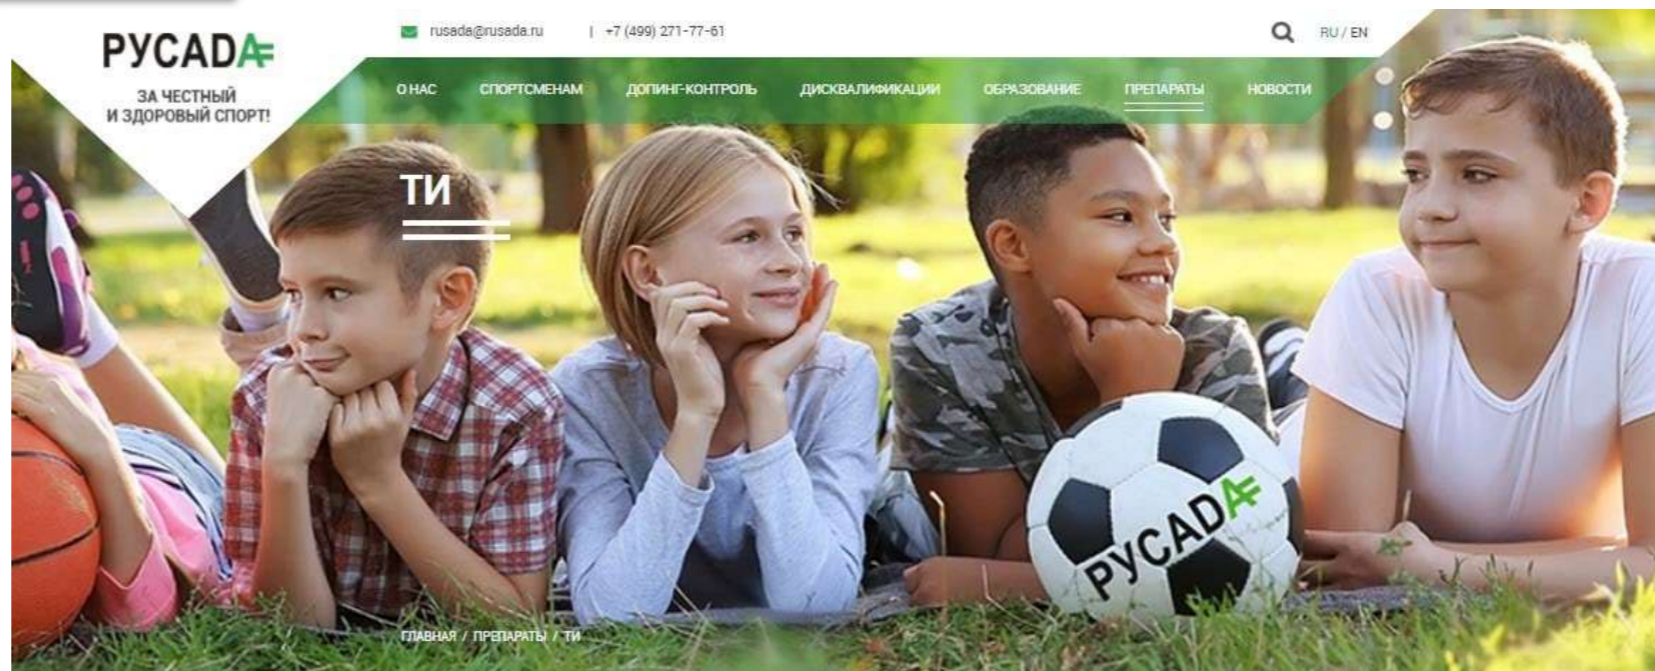 РУСАДА
ЗА ЧЕСТНЫЙ
И ЗДОРОВЫЙ СПОРТ!
rusada@rusada.ru | +7 (499) 271-77-61
RU / EN
О НАС СПОРТСМЕНАМ ДОПИНГ-КОНТРОЛЬ ДИСКВАЛИФИКАЦИИ ОБРАЗОВАНИЕ ПРЕПАРАТЫ НОВОСТИ
ТИ
РУСАДА
ГЛАВНАЯ / ПРЕПАРАТЫ / ТИ